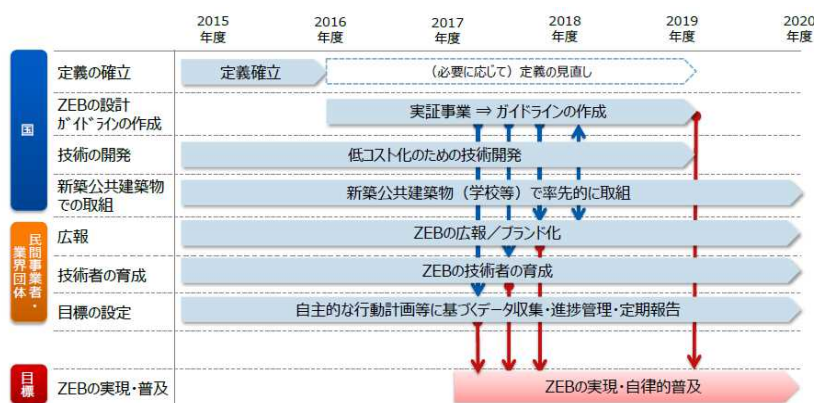 2015 2016 2017 2018 2019 2020
年度 年度 年度 年度 年度 年度
国
定義の確立
定義確立
（必要に応じて）定義の見直し
ZEBの設計
ガイドラインの作成
実証事業 ⇒ ガイドラインの作成
技術の開発
低コスト化のための技術開発
新築公共建築物
での取組
新築公共建築物（学校等）で率先的に取組
民間事業者・
業界団体
広報
ZEBの広報／ブランド化
技術者の育成
ZEBの技術者の育成
目標の設定
自主的な行動計画等に基づくデータ収集・進捗管理・定期報告
目標
ZEBの実現・普及
ZEBの実現・自律的普及